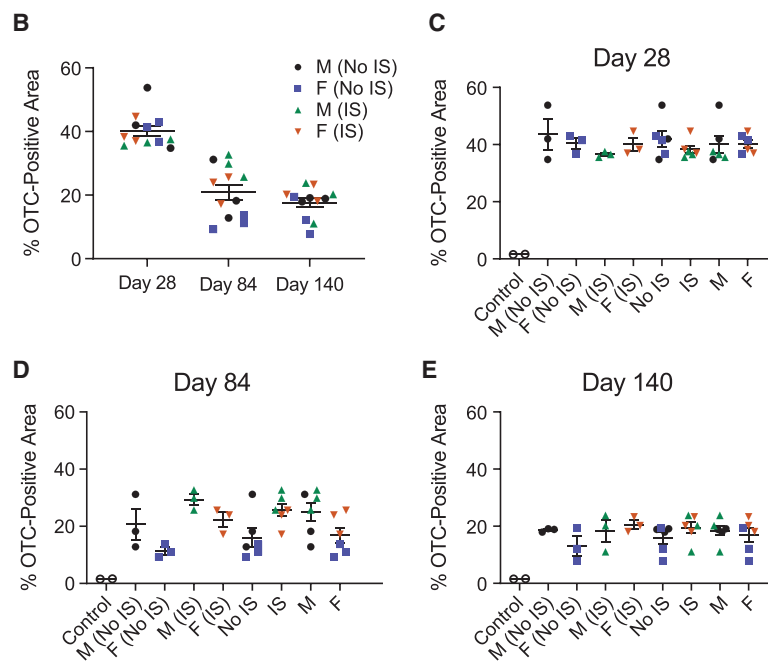 B
% OTC-Positive Area
60
40
20
0
Day 28
Day 84
Day 140
M (No IS)
F (No IS)
M (IS)
F (IS)
C
Day 28
% OTC-Positive Area
60
40
20
0
Control
M (No IS)
F (No IS)
M (IS)
F (IS)
No IS
IS
M
F
D
Day 84
% OTC-Positive Area
60
40
20
0
Control
M (No IS)
F (No IS)
M (IS)
F (IS)
No IS
IS
M
F
E
Day 140
% OTC-Positive Area
60
40
20
0
Control
M (No IS)
F (No IS)
M (IS)
F (IS)
No IS
IS
M
F